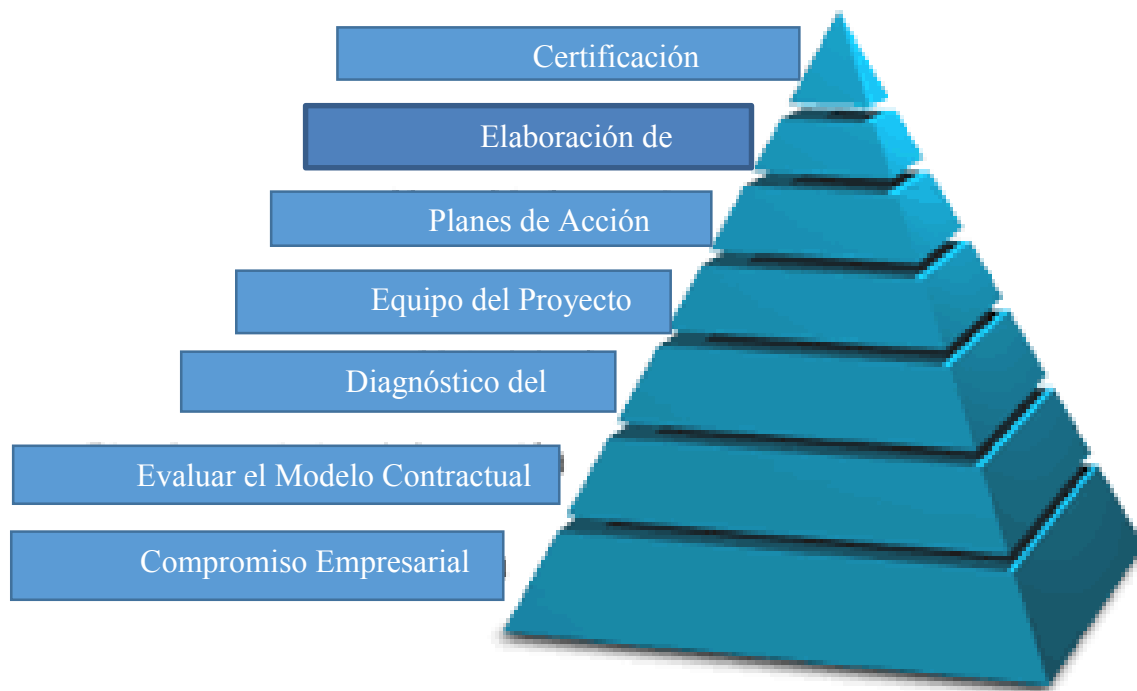 Certificación
Elaboración de
Planes de Acción
Equipo del Proyecto
Diagnóstico del
Evaluar el Modelo Contractual
Compromiso Empresarial